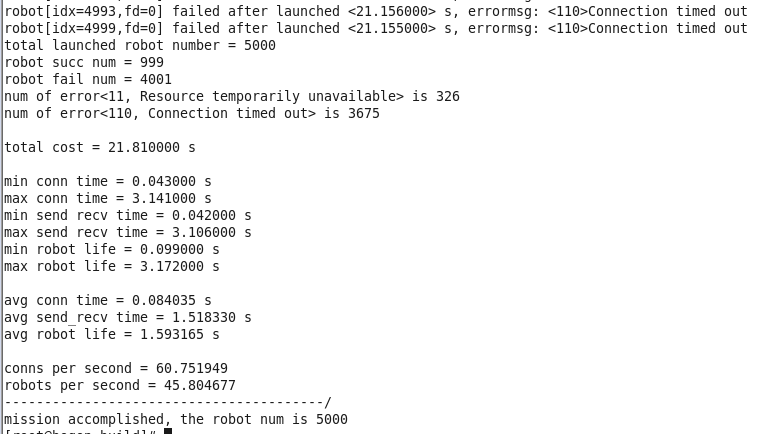 robot[idx=4993,fd=0] failed after launched <21.156000> s, errormsg: <110>Connection timed out
robot[idx=4999,fd=0] failed after launched <21.155000> s, errormsg: <110>Connection timed out
total launched robot number = 5000
robot succ num = 999
robot fail num = 4001
num of error<11, Resource temporarily unavailable> is 326
num of error<110, Connection timed out> is 3675
total cost = 21.810000 s
min conn time = 0.043000 s
max conn time = 3.141000 s
min send recv time = 0.042000 s
max send recv time = 3.106000 s
min robot life = 0.099000 s
max robot life = 3.172000 s
avg conn time = 0.084035 s
avg send_recv time = 1.518330 s
avg robot life = 1.593165 s
conns per second = 60.751949
robots per second = 45.804677
----------------------------------------/
mission accomplished, the robot num is 5000